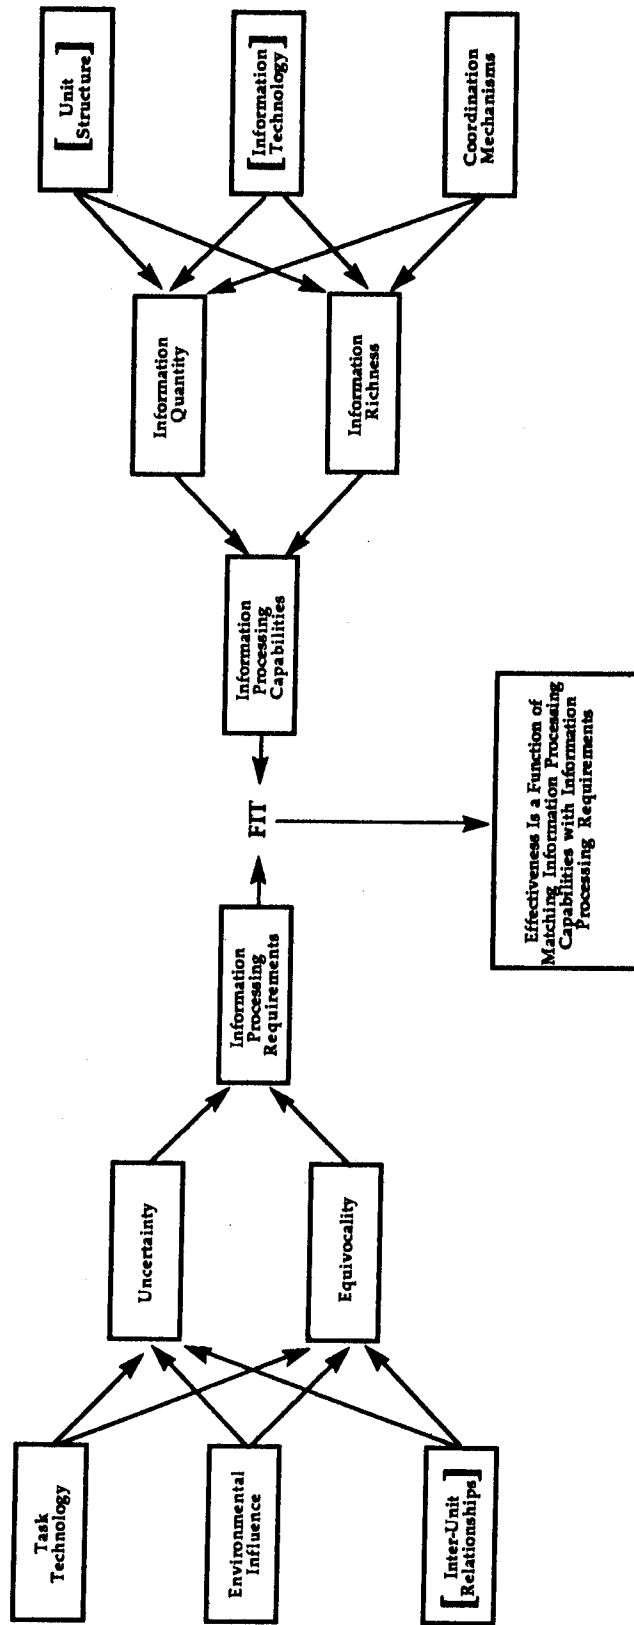 Task
Technology
Environmental
Influence
[Inter-Unit
Relationships]
Uncertainty
Equivocality
Information
Processing
Requirements
FIT
Effectiveness Is a Function of
Matching Information Processing
Capabilities with Information
Processing Requirements
Information
Processing
Capabilities
Information
Quantity
Information
Richness
[Unit
Structure]
[Information
Technology]
Coordination
Mechanisms